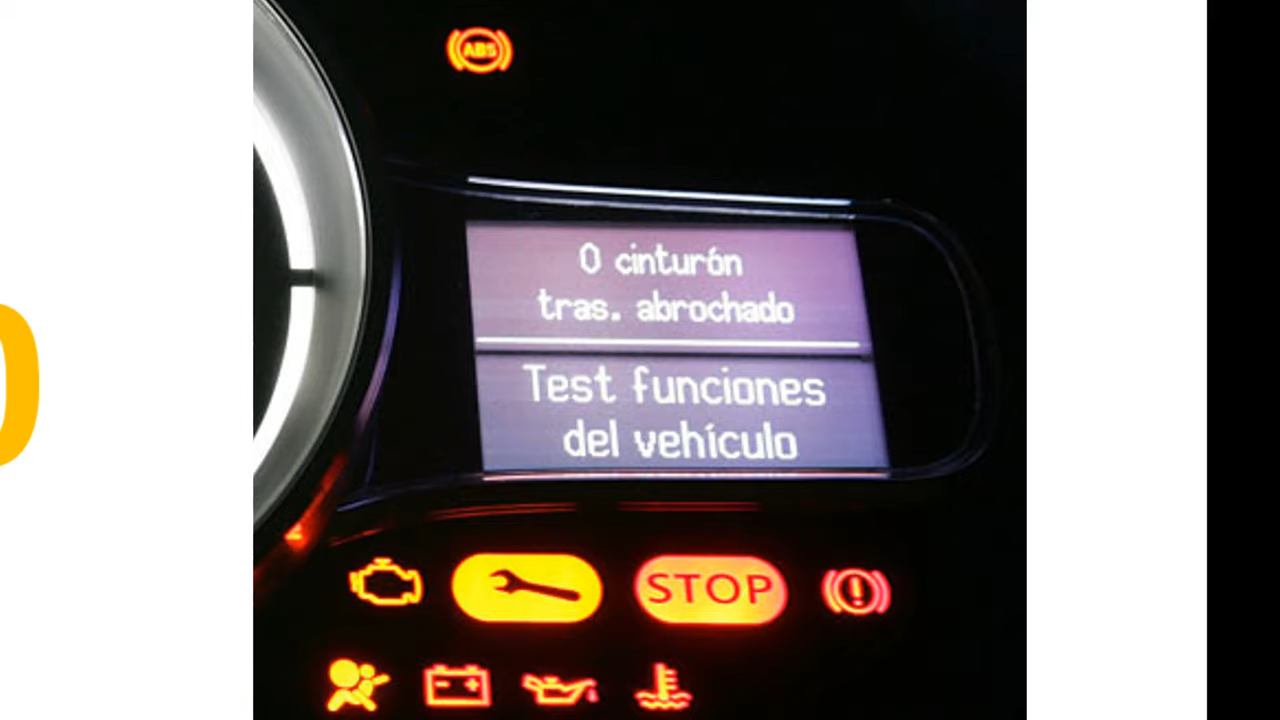 ABS
0 cinturón
tras. abrochado
Test funciones
del vehículo
STOP